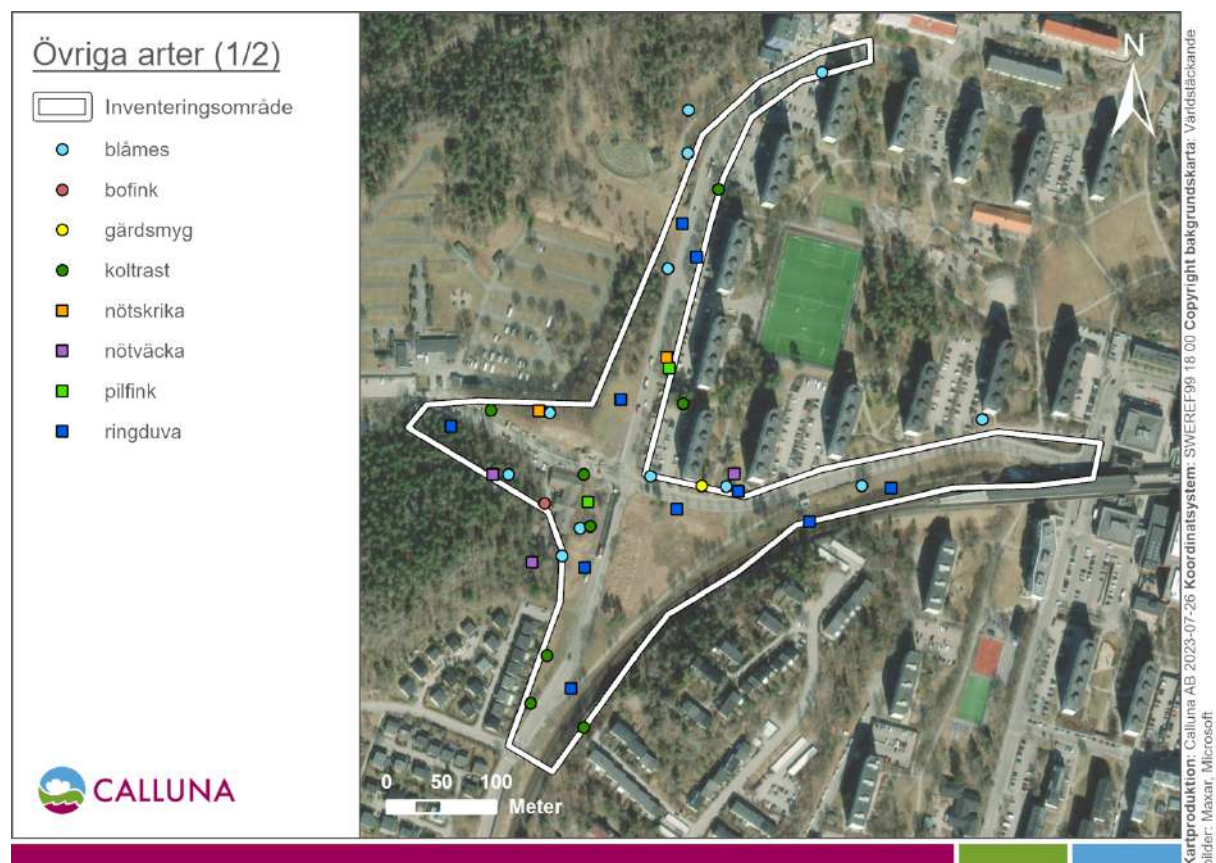 Övriga arter (1/2)
Inventeringsområde
blåmes
bofink
gärdsmyg
koltrast
nötskrika
nötväcka
pilfink
ringduva
CALLUNA
N
0 50 100
Meter
Kartproduktion: Calluna AB 2023-07-26 Koordinatsystem: SWEREF99 18 00 Copyright bakgrundskarta: Världstäckande
bilder: Maxar, Microsoft